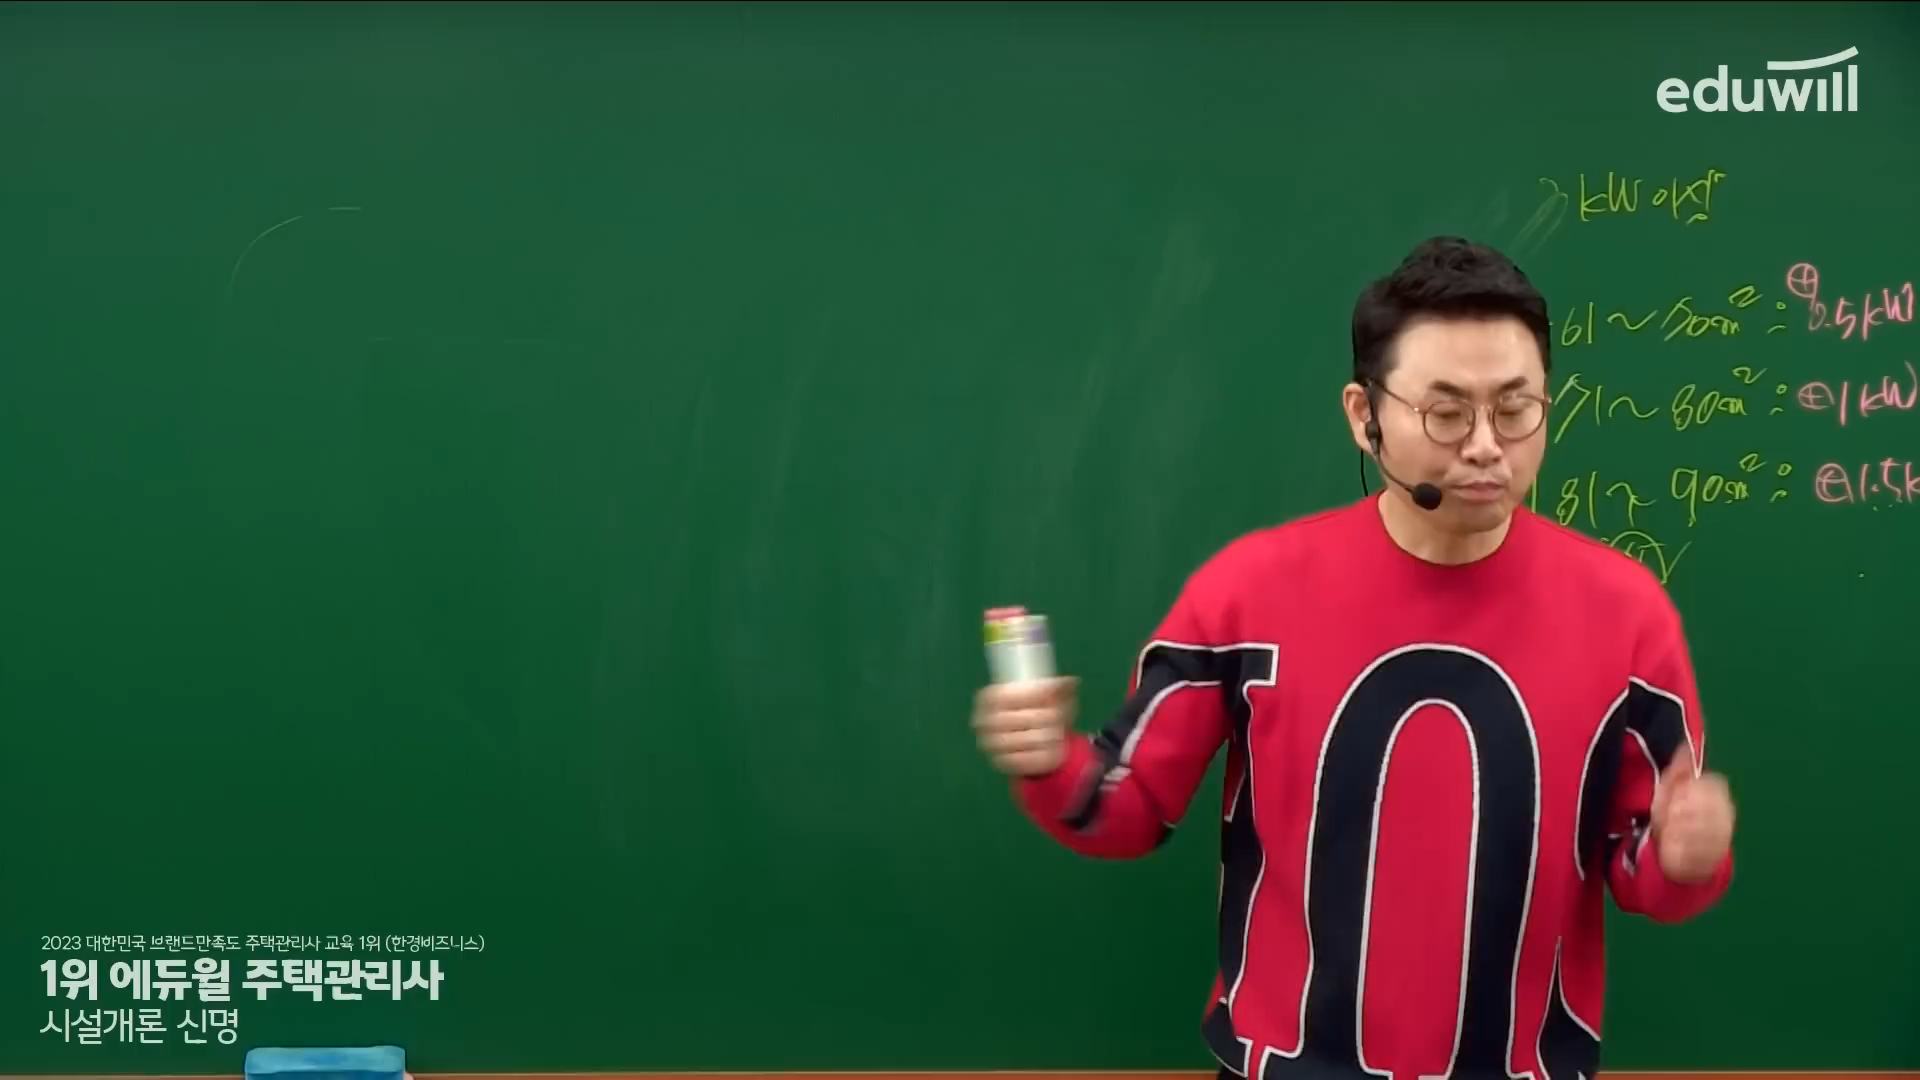 eduwill
3 kW 이상
61 ~ 70m² : ⊕0.5kW
71 ~ 80m² : ⊕1kW
81 ~ 90m² : ⊕1.5k
2023 대한민국 브랜드만족도 주택관리사 교육 1위 (한경비즈니스)
1위 에듀윌 주택관리사
시설개론 신명